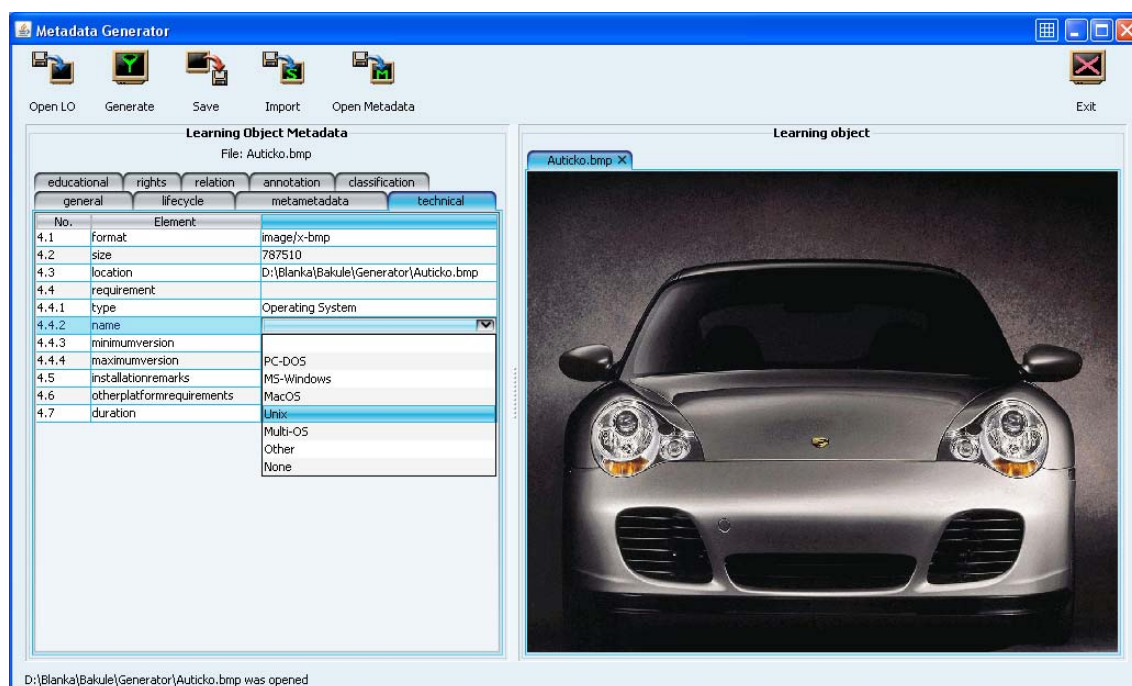 Metadata Generator
Open LO Generate Save Import Open Metadata Exit
Learning Object Metadata
File: Auticko.bmp
educational rights relation annotation classification
general lifecycle metametadata technical
No. Element
4.1 format image/x-bmp
4.2 size 787510
4.3 location D:\Blanka\Bakule\Generator\Auticko.bmp
4.4 requirement
4.4.1 type Operating System
4.4.2 name
4.4.3 minimumversion
4.4.4 maximumversion PC-DOS
4.5 installationremarks MS-Windows
4.6 otherplatformrequirements MacOS
4.7 duration Unix
Multi-OS
Other
None
Learning object
Auticko.bmp X
D:\Blanka\Bakule\Generator\Auticko.bmp was opened